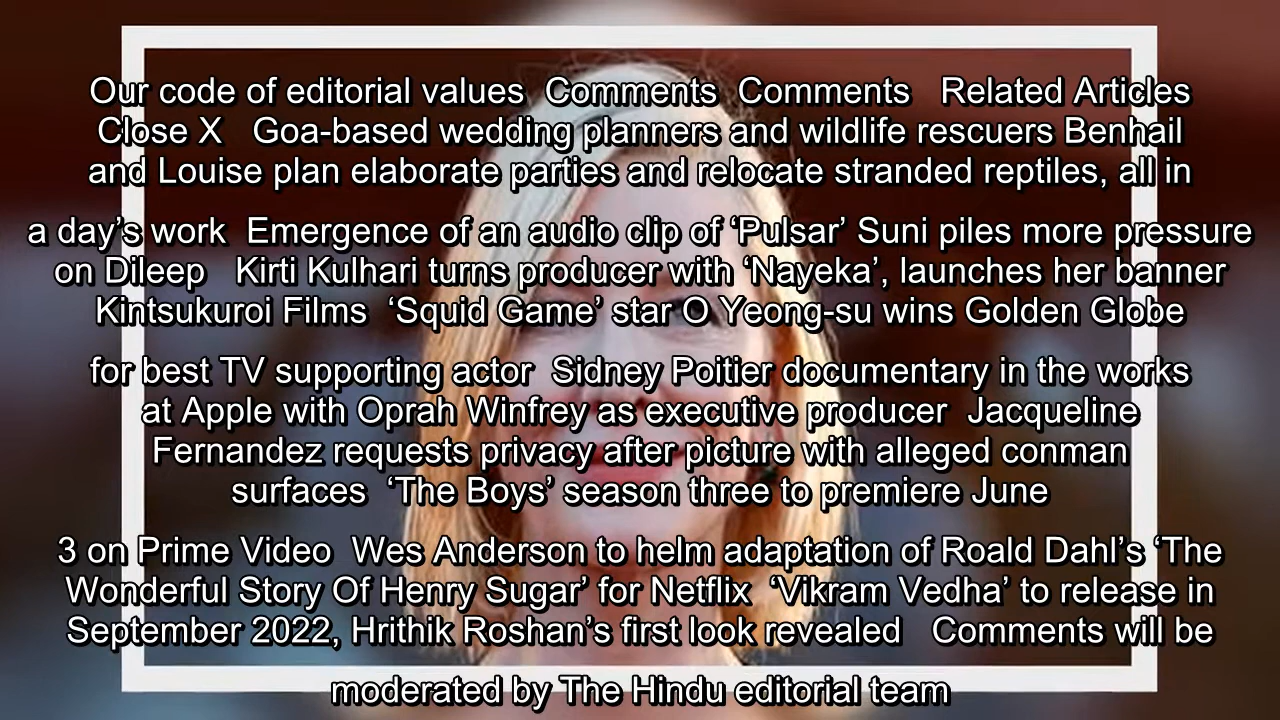 Our code of editorial values  Comments  Comments   Related Articles
Close X   Goa-based wedding planners and wildlife rescuers Benhail
and Louise plan elaborate parties and relocate stranded reptiles, all in
a day’s work  Emergence of an audio clip of ‘Pulsar’ Suni piles more pressure
on Dileep   Kirti Kulhari turns producer with ‘Nayeka’, launches her banner
Kintsukuroi Films  ‘Squid Game’ star O Yeong-su wins Golden Globe
for best TV supporting actor  Sidney Poitier documentary in the works
at Apple with Oprah Winfrey as executive producer  Jacqueline
Fernandez requests privacy after picture with alleged conman
surfaces  ‘The Boys’ season three to premiere June
3 on Prime Video  Wes Anderson to helm adaptation of Roald Dahl’s ‘The
Wonderful Story Of Henry Sugar’ for Netflix  ‘Vikram Vedha’ to release in
September 2022, Hrithik Roshan’s first look revealed   Comments will be
moderated by The Hindu editorial team